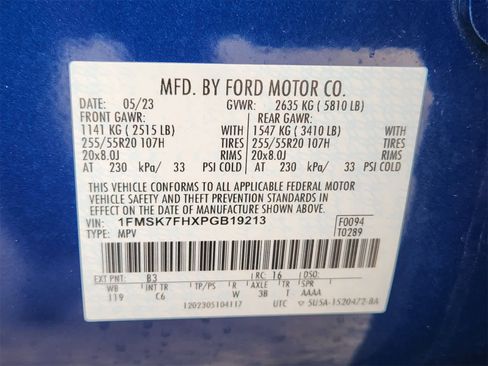 MFD. BY FORD MOTOR CO.
DATE: 05/23 GVWR: 2635 KG ( 5810 LB)
FRONT GAWR: REAR GAWR:
1141 KG ( 2515 LB) 1547 KG ( 3410 LB)
255/55R20 107H TIRES 255/55R20 107H TIRES
20x8.0J RIMS 20x8.0J RIMS
AT 230 kPa/ 33 PSI COLD AT 230 kPa/ 33 PSI COLD
THIS VEHICLE CONFORMS TO ALL APPLICABLE FEDERAL MOTOR
VEHICLE SAFETY AND THEFT PREVENTION STANDARDS IN
EFFECT ON THE DATE OF MANUFACTURE SHOWN ABOVE.
VIN: 1FMSK7FHXPGB19213 F0094
TYPE: MPV T0289
EXT PNT: B3 RC: 16 DSO:
WB INT TR TP/PS R AXLE TR SPR
119 C6 W 3B T AAAA
1202305104117 UTC 5U5A-1520472-BA